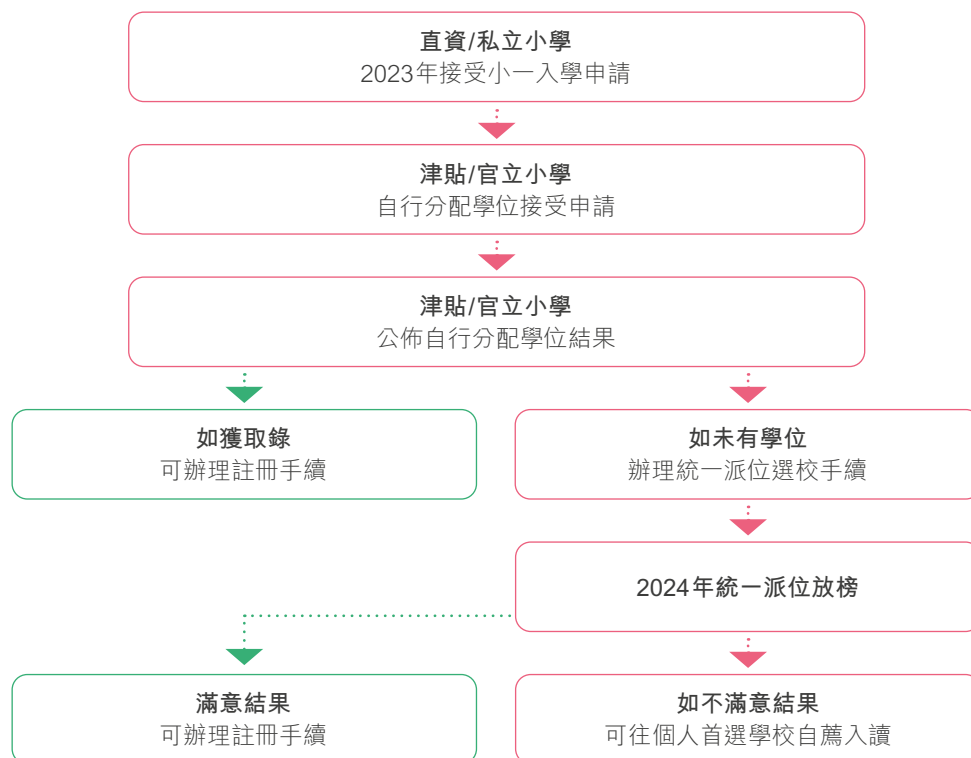 直資/私立小學
2023年接受小一入學申請
津貼/官立小學
自行分配學位接受申請
津貼/官立小學
公佈自行分配學位結果
如獲取錄
可辦理註冊手續
如未有學位
辦理統一派位選校手續
2024年統一派位放榜
滿意結果
可辦理註冊手續
如不滿意結果
可往個人首選學校自薦入讀